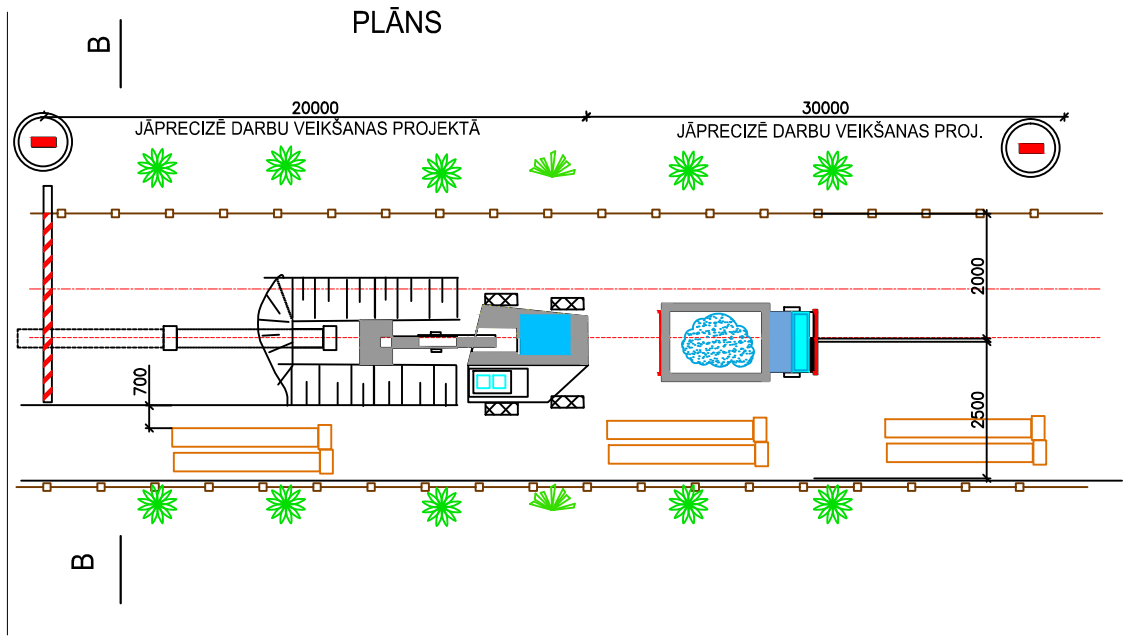 PLĀNS
B
20000
30000
JĀPRECIZĒ DARBU VEIKŠANAS PROJEKTĀ
JĀPRECIZĒ DARBU VEIKŠANAS PROJ.
2000
700
2500
B